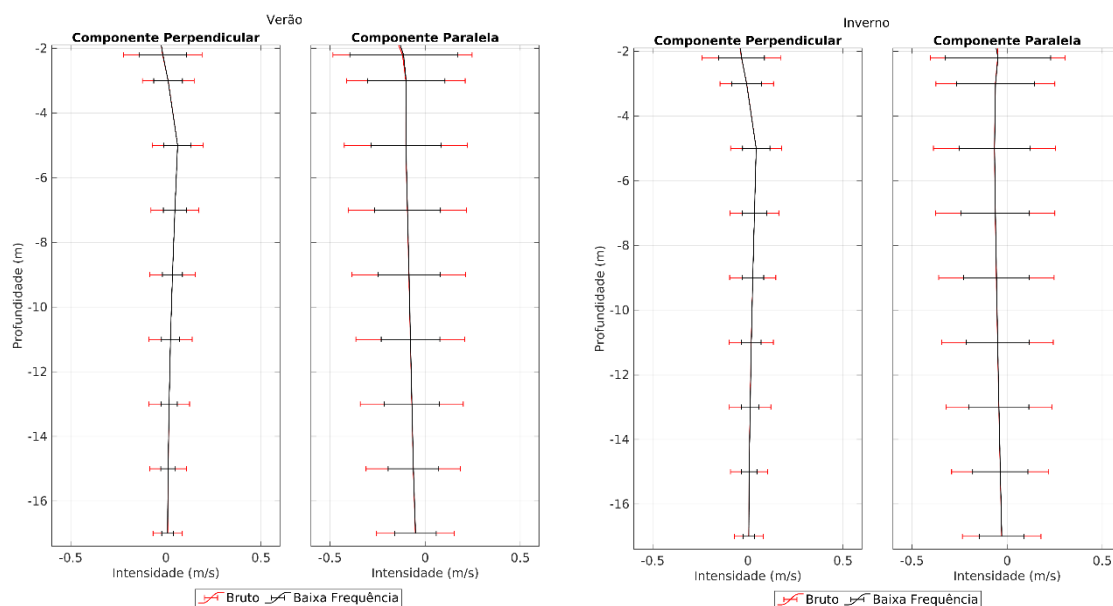 Verão
Componente Perpendicular
Componente Paralela
-2
-4
-6
-8
-10
-12
-14
-16
Profundidade (m)
-0.5 0 0.5
-0.5 0 0.5
Intensidade (m/s)
Intensidade (m/s)
Bruto Baixa Frequência
Inverno
Componente Perpendicular
Componente Paralela
-2
-4
-6
-8
-10
-12
-14
-16
Profundidade (m)
-0.5 0 0.5
-0.5 0 0.5
Intensidade (m/s)
Intensidade (m/s)
Bruto Baixa Frequência